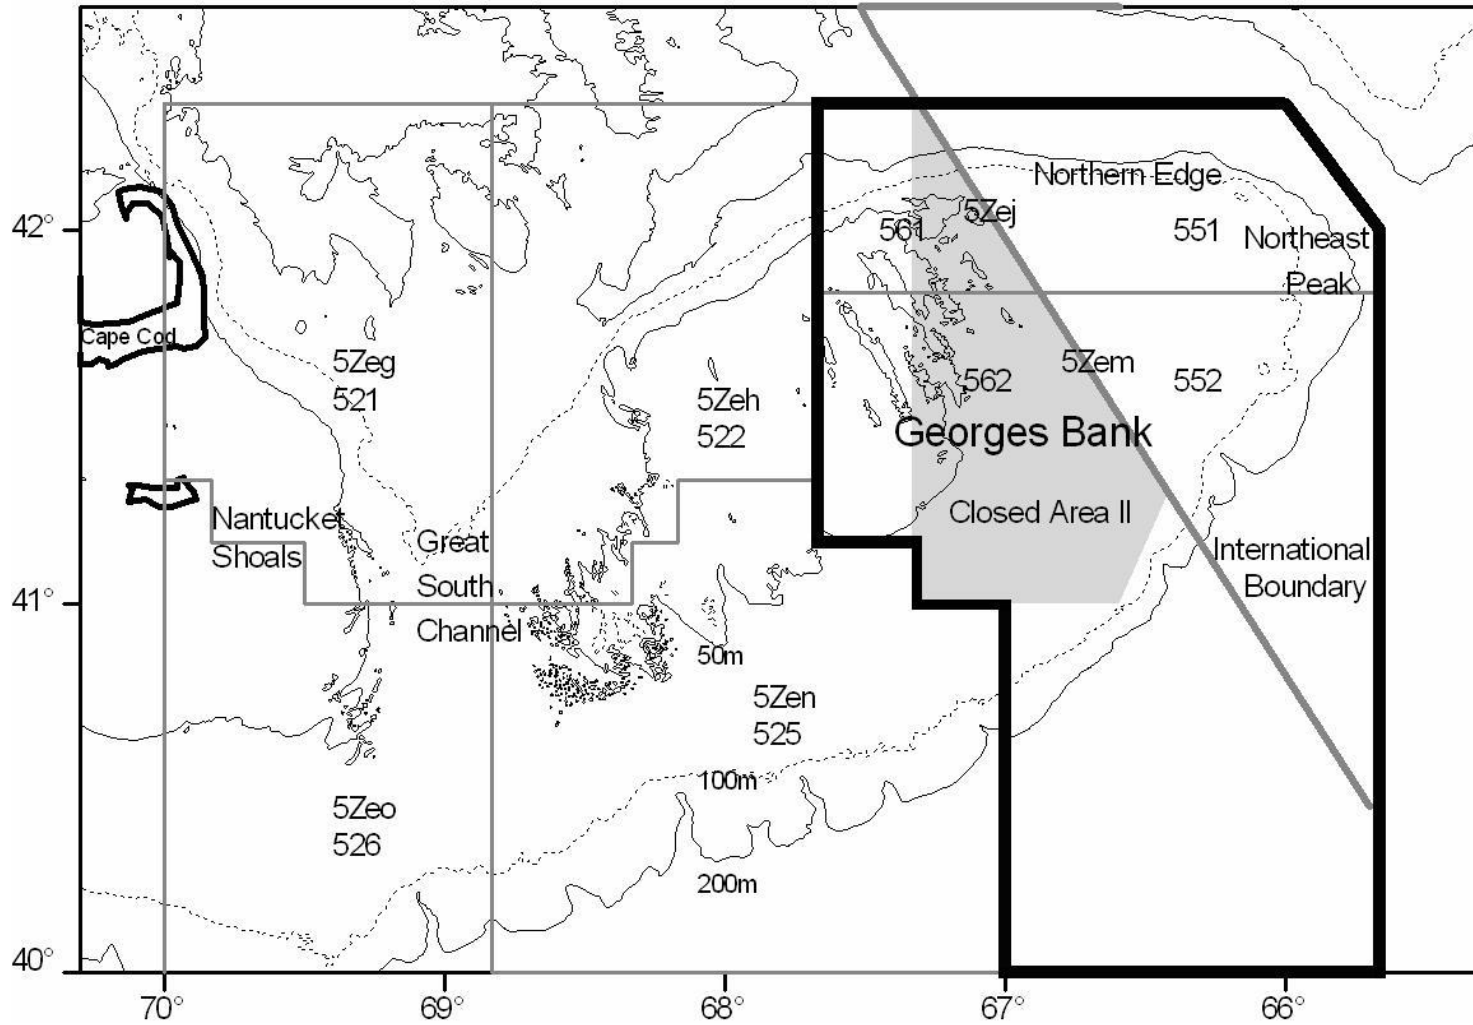 Northern Edge
5Zej
561
551
42°
Northeast
Peak
Cape Cod
5Zeg
521
5Zeh
522
5Zem
562
552
Georges Bank
Closed Area II
Nantucket
Shoals
Great
South
Channel
International
Boundary
41°
50m
5Zen
525
100m
5Zeo
526
200m
40°
70°
69°
68°
67°
66°